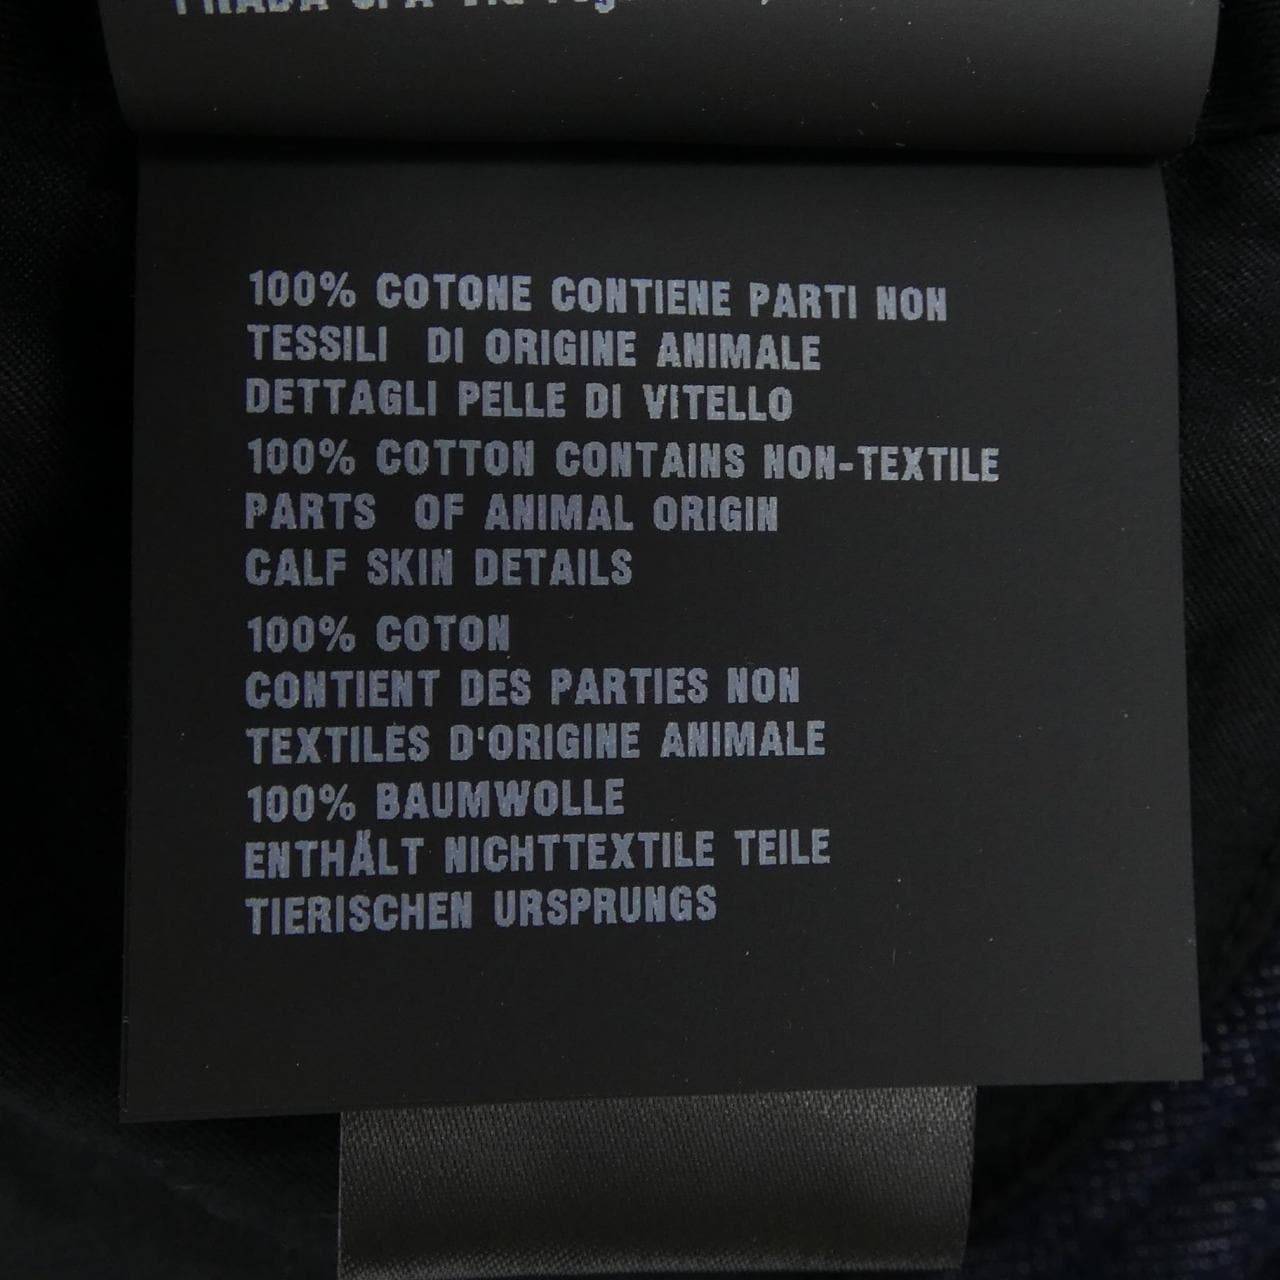 PRADA
100% COTONE CONTIENE PARTI NON
TESSILI DI ORIGINE ANIMALE
DETTAGLI PELLE DI VITELLO
100% COTTON CONTAINS NON-TEXTILE
PARTS OF ANIMAL ORIGIN
CALF SKIN DETAILS
100% COTON
CONTIENT DES PARTIES NON
TEXTILES D'ORIGINE ANIMALE
100% BAUMWOLLE
ENTHÄLT NICHTTEXTILE TEILE
TIERISCHEN URSPRUNGS